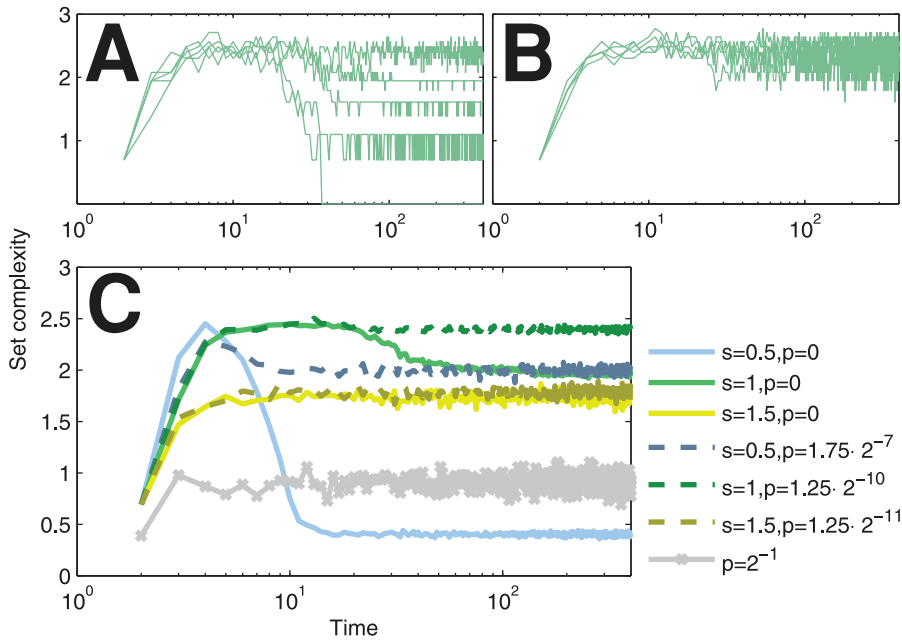 3
2
1
A
10^0
10^1
10^2
B
10^0
10^1
10^2
Set complexity
3
2.5
2
1.5
1
0.5
0
C
10^0
10^1
10^2
Time
s=0.5,p=0
s=1,p=0
s=1.5,p=0
s=0.5,p=1.75· 2^−7
s=1,p=1.25· 2^−10
s=1.5,p=1.25· 2^−11
p=2^−1